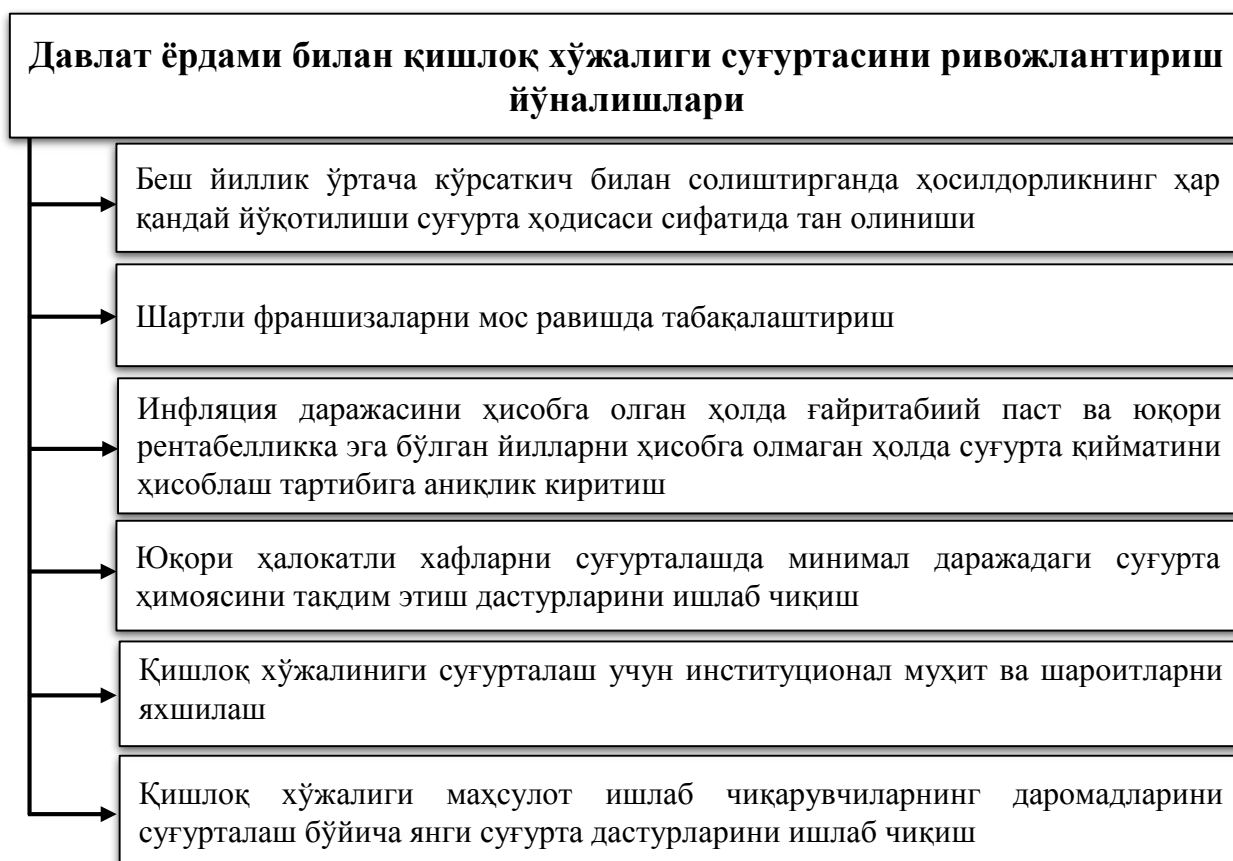 Давлат ёрдами билан қишлоқ хўжалиги суғуртасини ривожлантириш
йўналишлари
Беш йиллик ўртача кўрсаткич билан солиштирганда ҳосилдорликнинг ҳар
қандай йўқотилиши суғурта ҳодисаси сифатида тан олиниши
Шартли франшизаларни мос равишда табақалаштириш
Инфляция даражасини ҳисобга олган ҳолда ғайритабиий паст ва юқори
рентабелликка эга бўлган йилларни ҳисобга олмаган ҳолда суғурта қийматини
ҳисоблаш тартибига аниқлик киритиш
Юқори ҳалокатли хафларни суғурталашда минимал даражадаги суғурта
ҳимоясини тақдим этиш дастурларини ишлаб чиқиш
Қишлоқ хўжалиниги суғурталаш учун институционал муҳит ва шароитларни
яхшилаш
Қишлоқ хўжалиги маҳсулот ишлаб чиқарувчиларнинг даромадларини
суғурталаш бўйича янги суғурта дастурларини ишлаб чиқиш